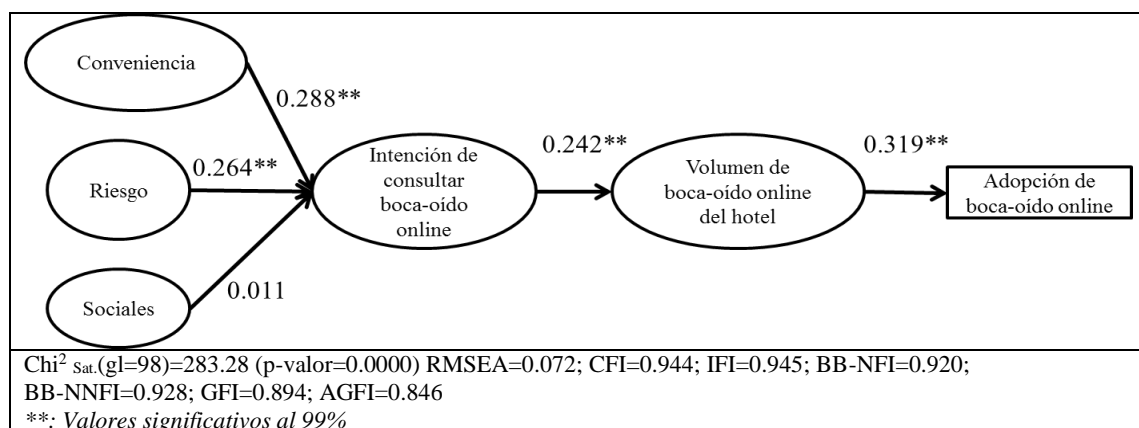 Conveniencia
0.288**
Riesgo
0.264**
Sociales
0.011
Intención de
consultar
boca-oído
online
0.242**
Volumen de
boca-oído online
del hotel
0.319**
Adopción de
boca-oído online
Chi² Sat.(gl=98)=283.28 (p-valor=0.0000) RMSEA=0.072; CFI=0.944; IFI=0.945; BB-NFI=0.920;
BB-NNFI=0.928; GFI=0.894; AGFI=0.846
**: Valores significativos al 99%